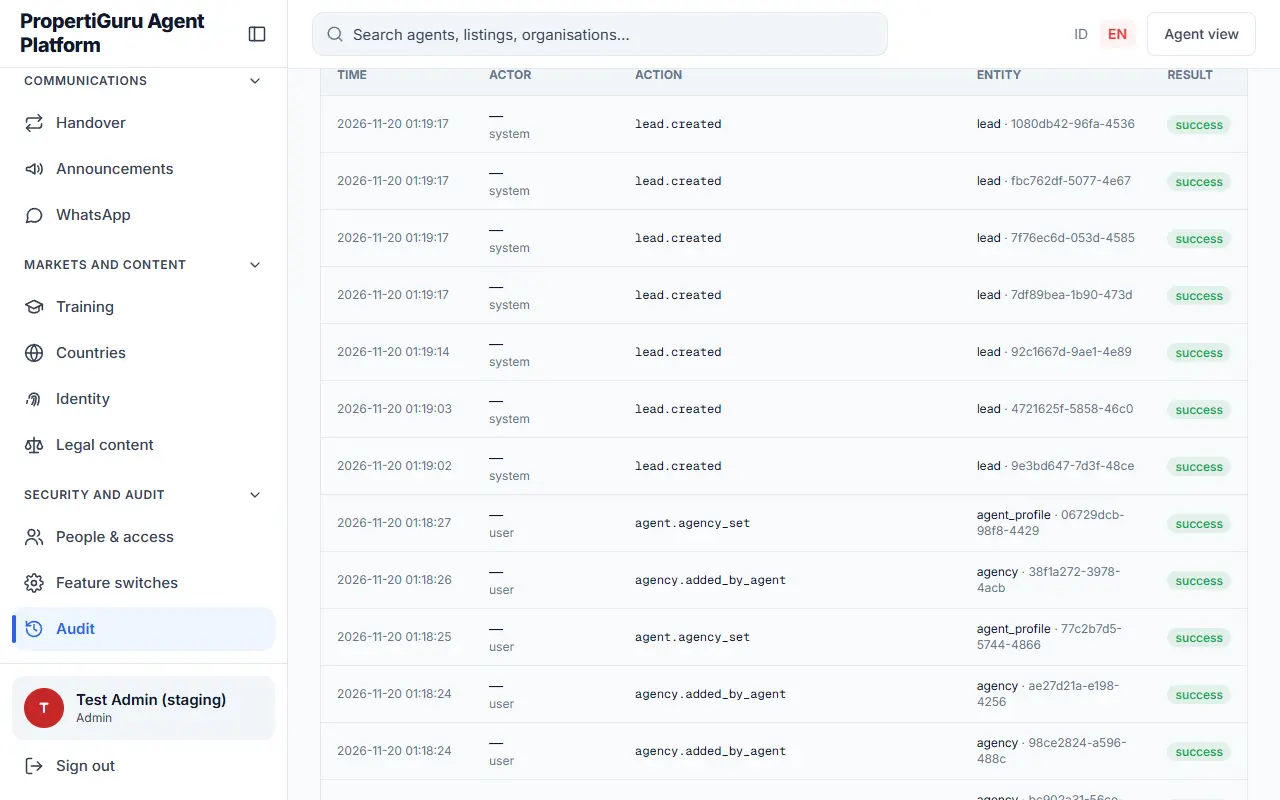 PropertiGuru Agent
Platform
Search agents, listings, organisations...
ID
EN
Agent view
COMMUNICATIONS
Handover
Announcements
WhatsApp
MARKETS AND CONTENT
Training
Countries
Identity
Legal content
SECURITY AND AUDIT
People & access
Feature switches
Audit
T
Test Admin (staging)
Admin
Sign out
TIME ACTOR ACTION ENTITY RESULT
2026-11-20 01:19:17 — lead.created lead · 1080db42-96fa-4536 success
system
2026-11-20 01:19:17 — lead.created lead · fbc762df-5077-4e67 success
system
2026-11-20 01:19:17 — lead.created lead · 7f76ec6d-053d-4585 success
system
2026-11-20 01:19:17 — lead.created lead · 7df89bea-1b90-473d success
system
2026-11-20 01:19:14 — lead.created lead · 92c1667d-9ae1-4e89 success
system
2026-11-20 01:19:03 — lead.created lead · 4721625f-5858-46c0 success
system
2026-11-20 01:19:02 — lead.created lead · 9e3bd647-7d3f-48ce success
system
2026-11-20 01:18:27 — agent.agency_set agent_profile · 06729dcb- success
user 98f8-4429
2026-11-20 01:18:26 — agency.added_by_agent agency · 38f1a272-3978- success
user 4acb
2026-11-20 01:18:25 — agent.agency_set agent_profile · 77c2b7d5- success
user 5744-4866
2026-11-20 01:18:24 — agency.added_by_agent agency · ae27d21a-e198- success
user 4256
2026-11-20 01:18:24 — agency.added_by_agent agency · 98ce2824-a596- success
user 488c